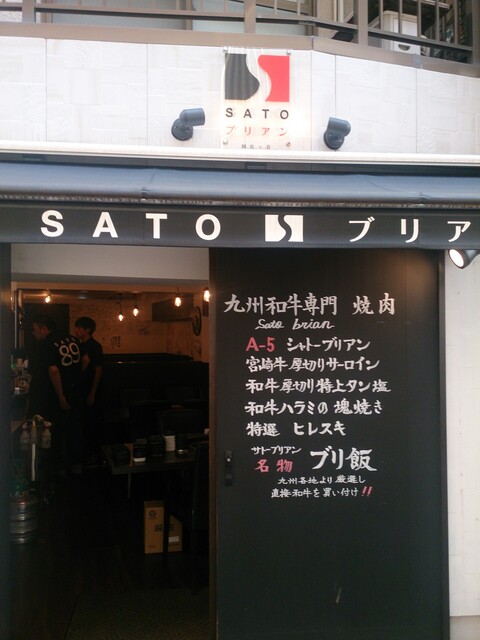 SATO
ブリアン
SATO ブリア
九州和牛専門 焼肉
Sato brian
A-5 シャトーブリアン
宮崎牛厚切りサーロイン
和牛厚切り特上タン塩
和牛ハラミの塊焼き
特選 ヒレスキ
サトーブリアン
名物 ブリ飯
九州各地より厳選し
直接和牛を買い付け!!
89